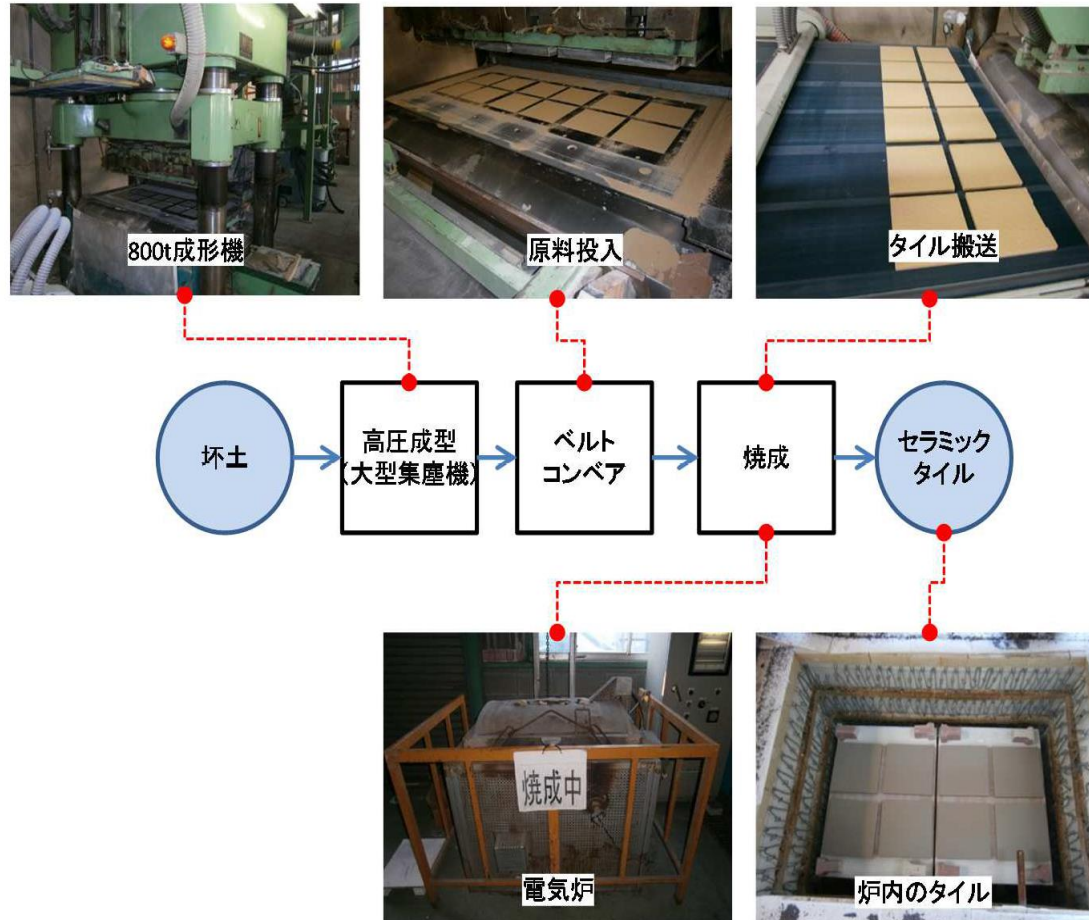 800t成形機
原料投入
タイル搬送
坏土
高圧成型
(大型集塵機)
ベルト
コンベア
焼成
セラミック
タイル
焼成中
電気炉
炉内のタイル